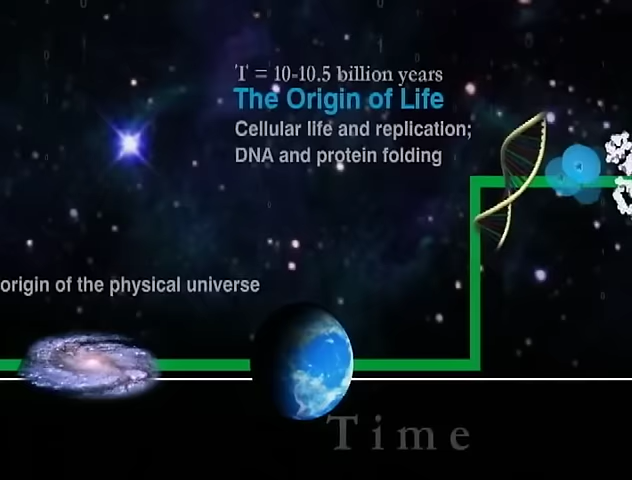 T = 10-10.5 billion years
The Origin of Life
Cellular life and replication;
DNA and protein folding
origin of the physical universe
Time